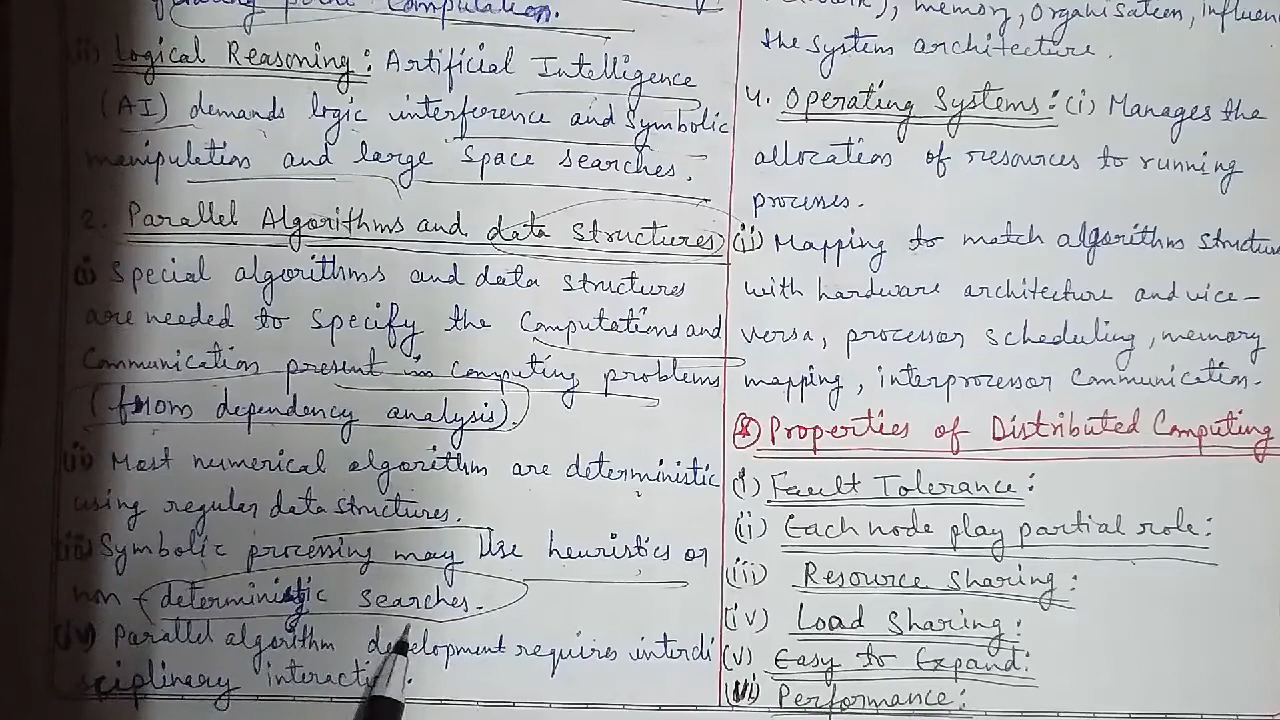 point Computation.
ii) Logical Reasoning: Artificial Intelligence
(AI) demands logic interference and Symbolic
manipulation and large space searches.
2. Parallel Algorithms and data structures
(i) Special algorithms and data structures
are needed to specify the Computations and
Communication present in computing problems
(from dependency analysis).
(ii) Most numerical algorithm are deterministic
using regular data structures.
(iii) Symbolic processing may Use heuristics or
non-deterministic searches.
(iv) Parallel algorithm development requires interdi
sciplinary interaction.
), memory, Organisation, influen
the system architecture.
4. Operating Systems: (i) Manages the
allocation of resources to running
processes.
(ii) Mapping to match algorithm structur
with hardware architecture and vice-
versa, processor scheduling, memory
mapping, interprocessor Communication.
Properties of Distributed Computing
(i) Fault Tolerance:
(ii) Each node play partial role:
(iii) Resource Sharing:
(iv) Load Sharing:
(v) Easy to Expand:
(vi) Performance: